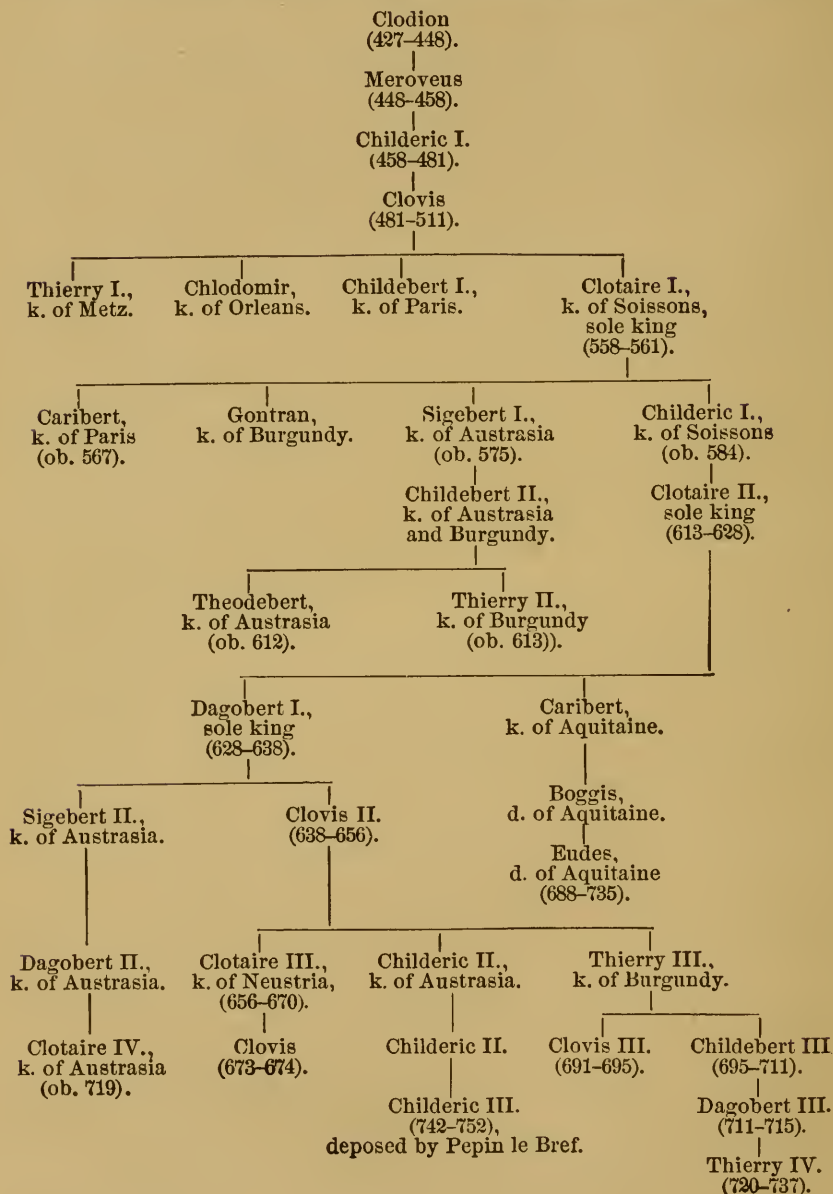 Clodion
(427–448).
Meroveus
(448–458).
Childeric I.
(458–481).
Clovis
(481–511).
Thierry I.,
k. of Metz.
Chlodomir,
k. of Orleans.
Childebert I.,
k. of Paris.
Clotaire I.,
k. of Soissons,
sole king
(558–561).
Caribert,
k. of Paris
(ob. 567).
Gontran,
k. of Burgundy.
Sigebert I.,
k. of Austrasia
(ob. 575).
Childeric I.,
k. of Soissons
(ob. 584).
Childebert II.,
k. of Austrasia
and Burgundy.
Clotaire II.,
sole king
(613–628).
Theodebert,
k. of Austrasia
(ob. 612).
Thierry II.,
k. of Burgundy
(ob. 613)).
Dagobert I.,
sole king
(628–638).
Caribert,
k. of Aquitaine.
Sigebert II.,
k. of Austrasia.
Clovis II.
(638–656).
Boggis,
d. of Aquitaine.
Eudes,
d. of Aquitaine
(688–735).
Dagobert II.,
k. of Austrasia.
Clotaire III.,
k. of Neustria,
(656–670).
Childeric II.,
k. of Austrasia.
Thierry III.,
k. of Burgundy.
Clotaire IV.,
k. of Austrasia
(ob. 719).
Clovis
(673–674).
Childeric II.
Clovis III.
(691–695).
Childebert III
(695–711).
Childeric III.
(742–752),
deposed by Pepin le Bref.
Dagobert III.
(711–715).
Thierry IV.
(720–737).